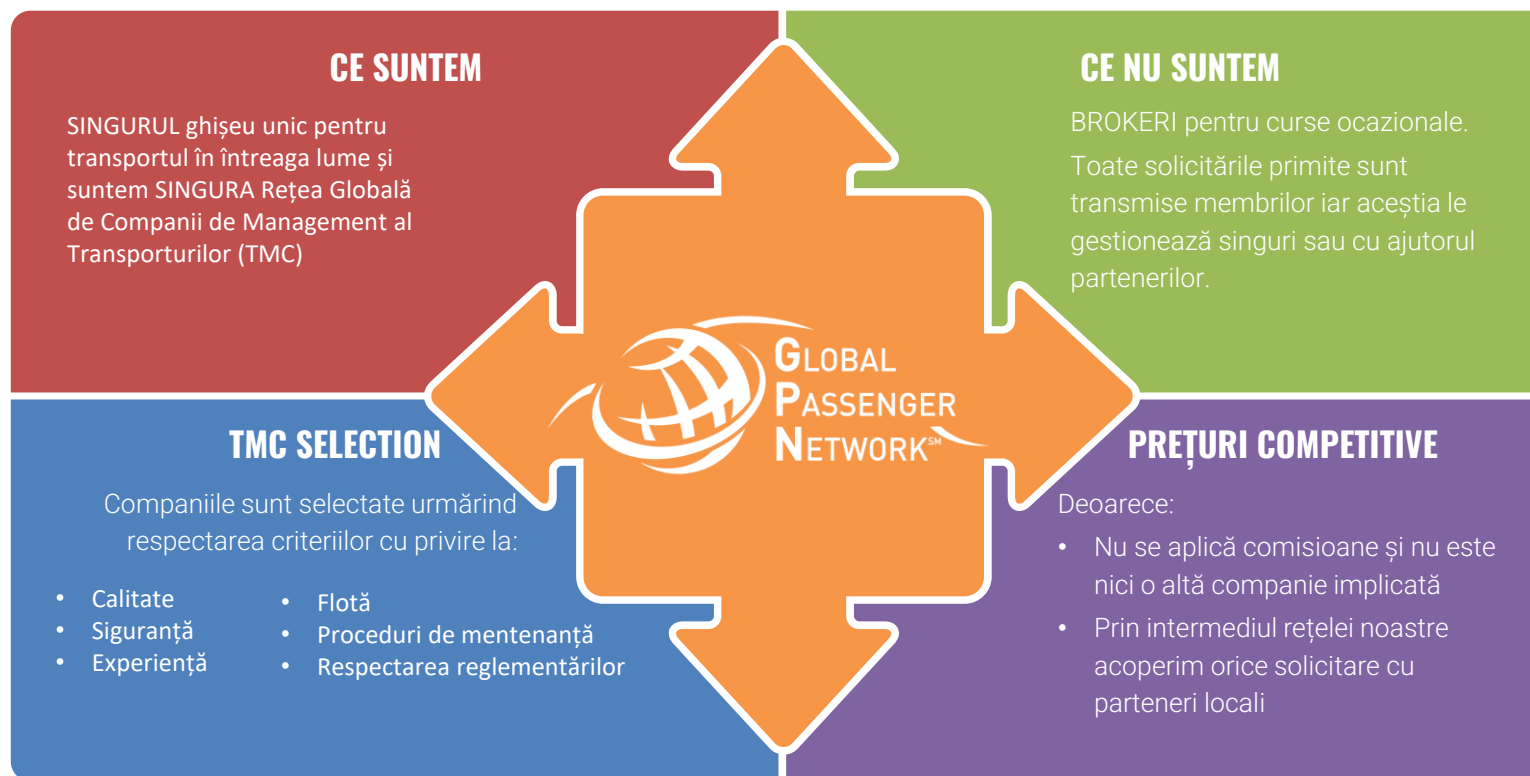 CE SUNTEM
SINGURUL ghișeu unic pentru
transportul în întreaga lume și
suntem SINGURA Rețea Globală
de Companii de Management al
Transporturilor (TMC)
CE NU SUNTEM
BROKERI pentru curse ocazionale.
Toate solicitările primite sunt
transmise membrilor iar aceștia le
gestionează singuri sau cu ajutorul
partenerilor.
GLOBAL
PASSENGER
NETWORK℠
TMC SELECTION
Companiile sunt selectate urmărind
respectarea criteriilor cu privire la:
• Calitate
• Siguranță
• Experiență
• Flotă
• Proceduri de mentenanță
• Respectarea reglementărilor
PREȚURI COMPETITIVE
Deoarece:
• Nu se aplică comisioane și nu este
nici o altă companie implicată
• Prin intermediul rețelei noastre
acoperim orice solicitare cu
parteneri locali